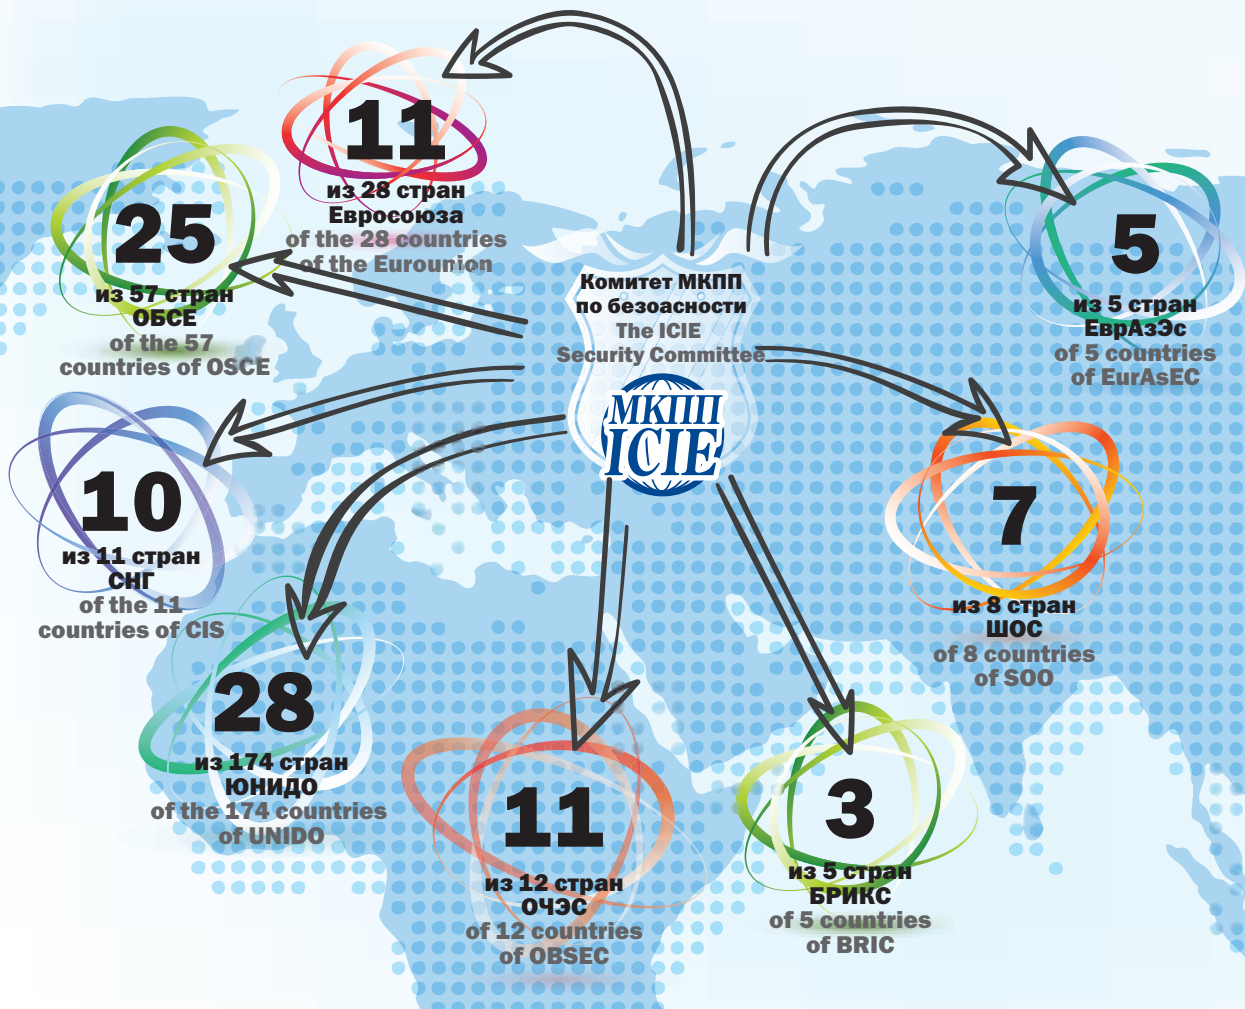 11
из 28 стран
Евросоюза
of the 28 countries
of the Eurounion
25
из 57 стран
ОБСЕ
of the 57
countries of OSCE
5
из 5 стран
ЕврАзЭс
of 5 countries
of EurAsEC
Комитет МКПП
по безоасности
The ICIE
Security Committee
МКПП
ICIE
10
из 11 стран
СНГ
of the 11
countries of CIS
7
из 8 стран
ШОС
of 8 countries
of SOO
28
из 174 стран
ЮНИДО
of the 174 countries
of UNIDO
11
из 12 стран
ОЧЭС
of 12 countries
of OBSEC
3
из 5 стран
БРИКС
of 5 countries
of BRIC